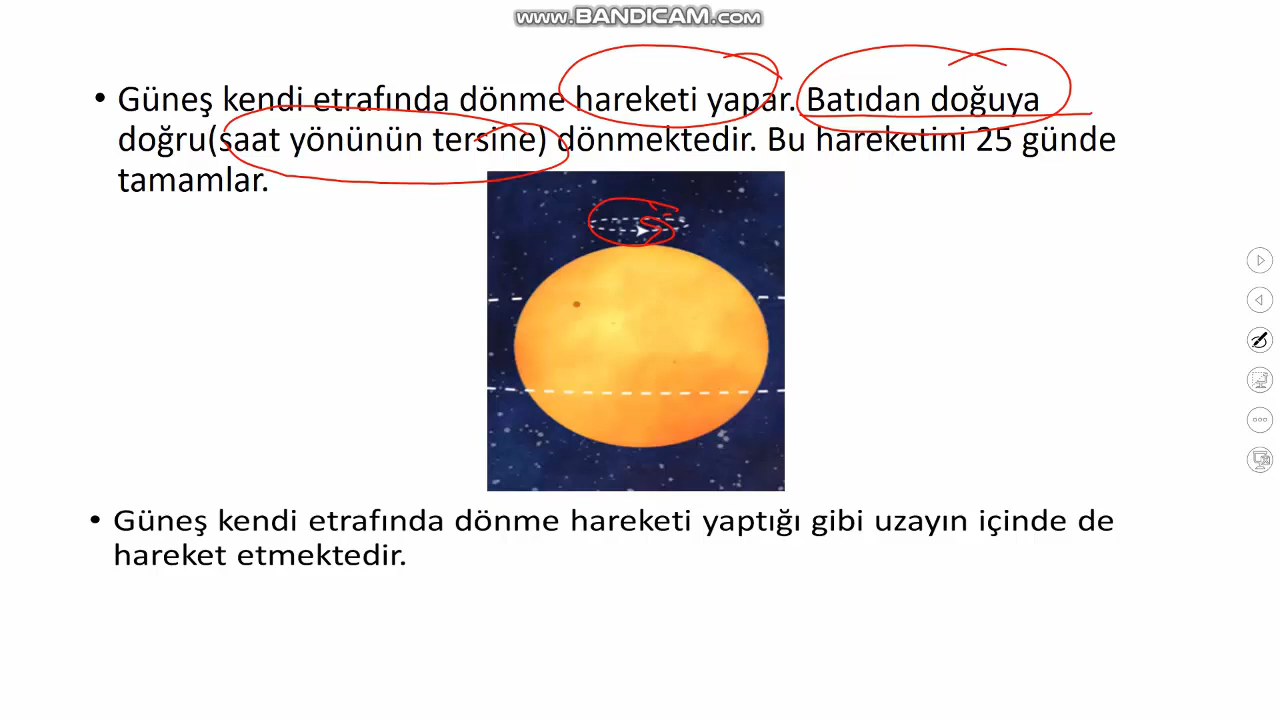 www.BANDICAM.com
• Güneş kendi etrafında dönme hareketi yapar. Batıdan doğuya
doğru(saat yönünün tersine) dönmektedir. Bu hareketini 25 günde
tamamlar.
• Güneş kendi etrafında dönme hareketi yaptığı gibi uzayın içinde de
hareket etmektedir.